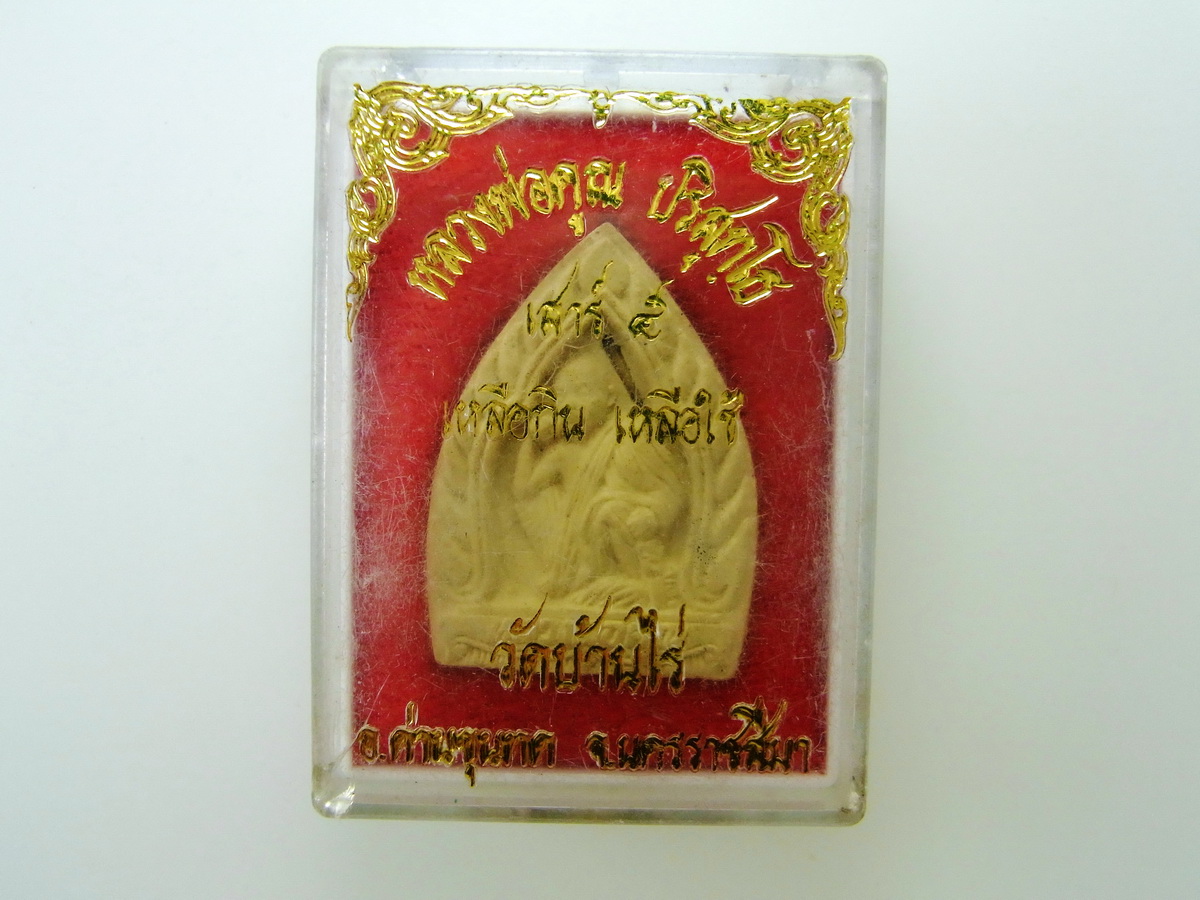 หลวงพ่อคูณ ปริสุทฺโธ
เสาร์ ๕
เหลือกิน เหลือใช้
วัดบ้านไร่
อ.ด่านขุนทด จ.นครราชสีมา